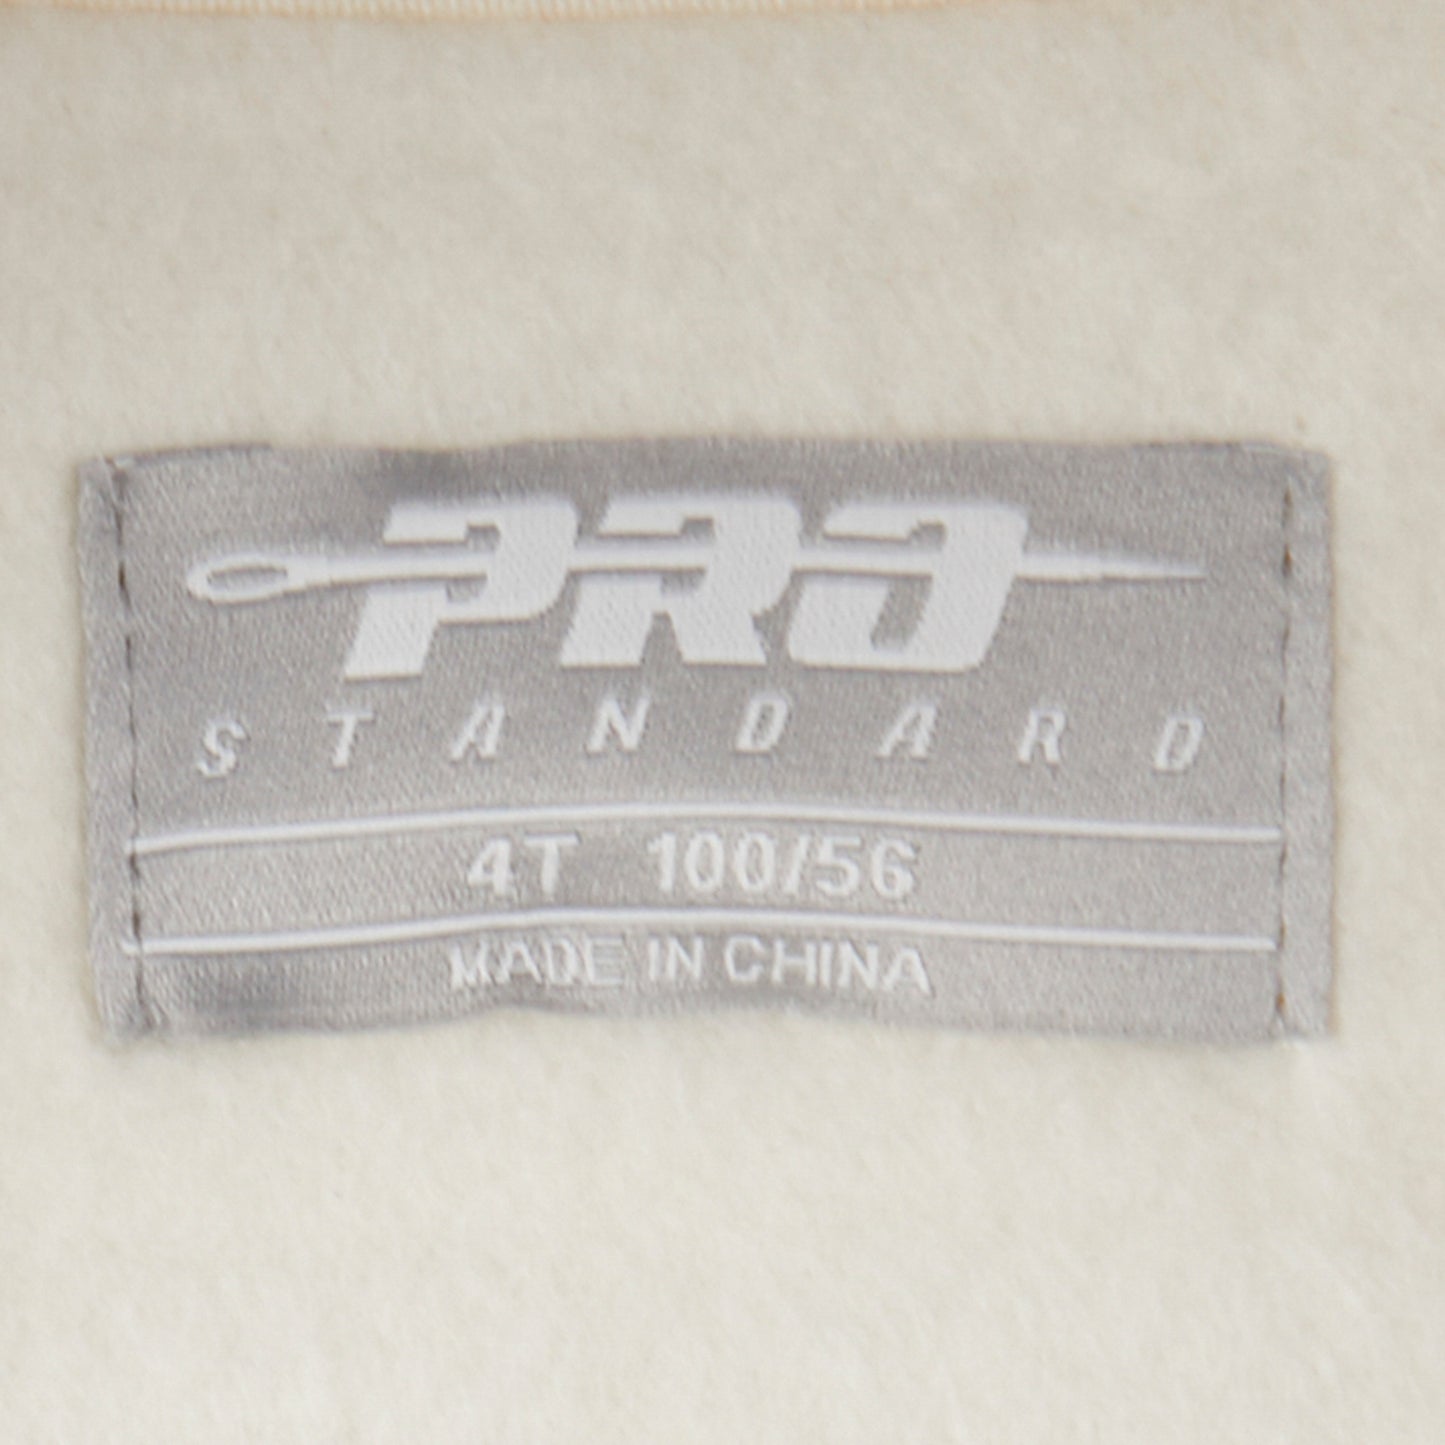 PRO
STANDARD
4T 100/56
MADE IN CHINA